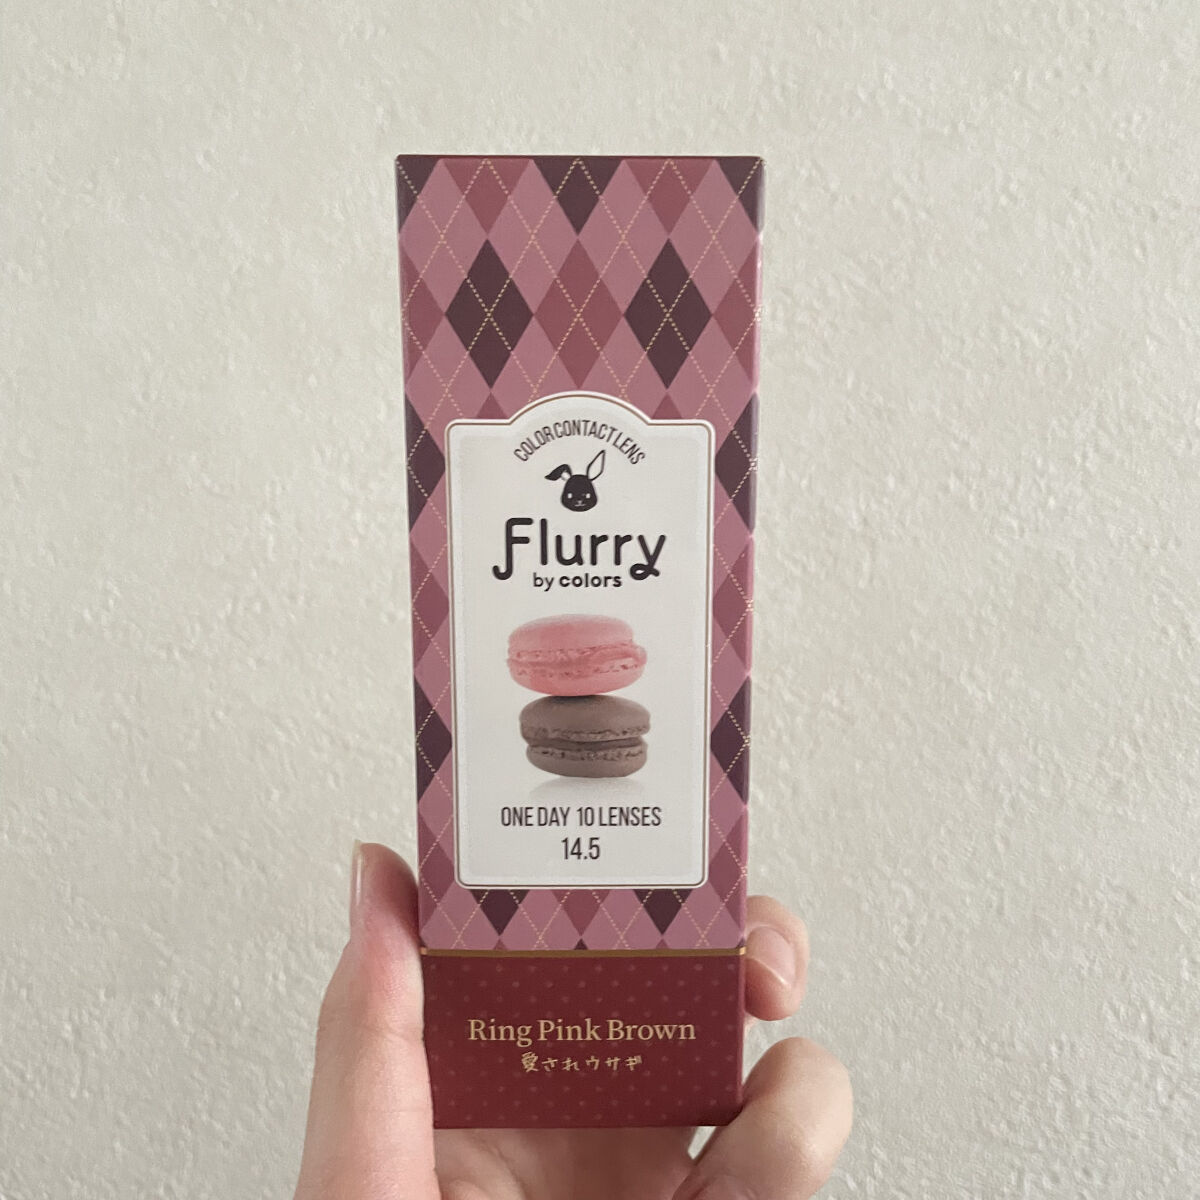 COLOR CONTACT LENS
Flurry
by colors
ONE DAY 10 LENSES
14.5
Ring Pink Brown
愛されウサギ